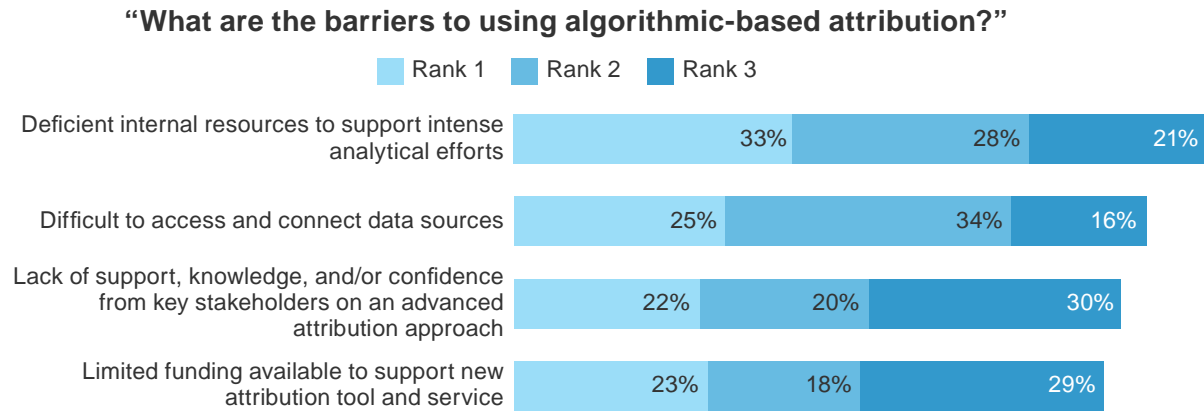 “What are the barriers to using algorithmic-based attribution?”
Rank 1 Rank 2 Rank 3
Deficient internal resources to support intense
analytical efforts
33% 28% 21%
Difficult to access and connect data sources
25% 34% 16%
Lack of support, knowledge, and/or confidence
from key stakeholders on an advanced
attribution approach
22% 20% 30%
Limited funding available to support new
attribution tool and service
23% 18% 29%